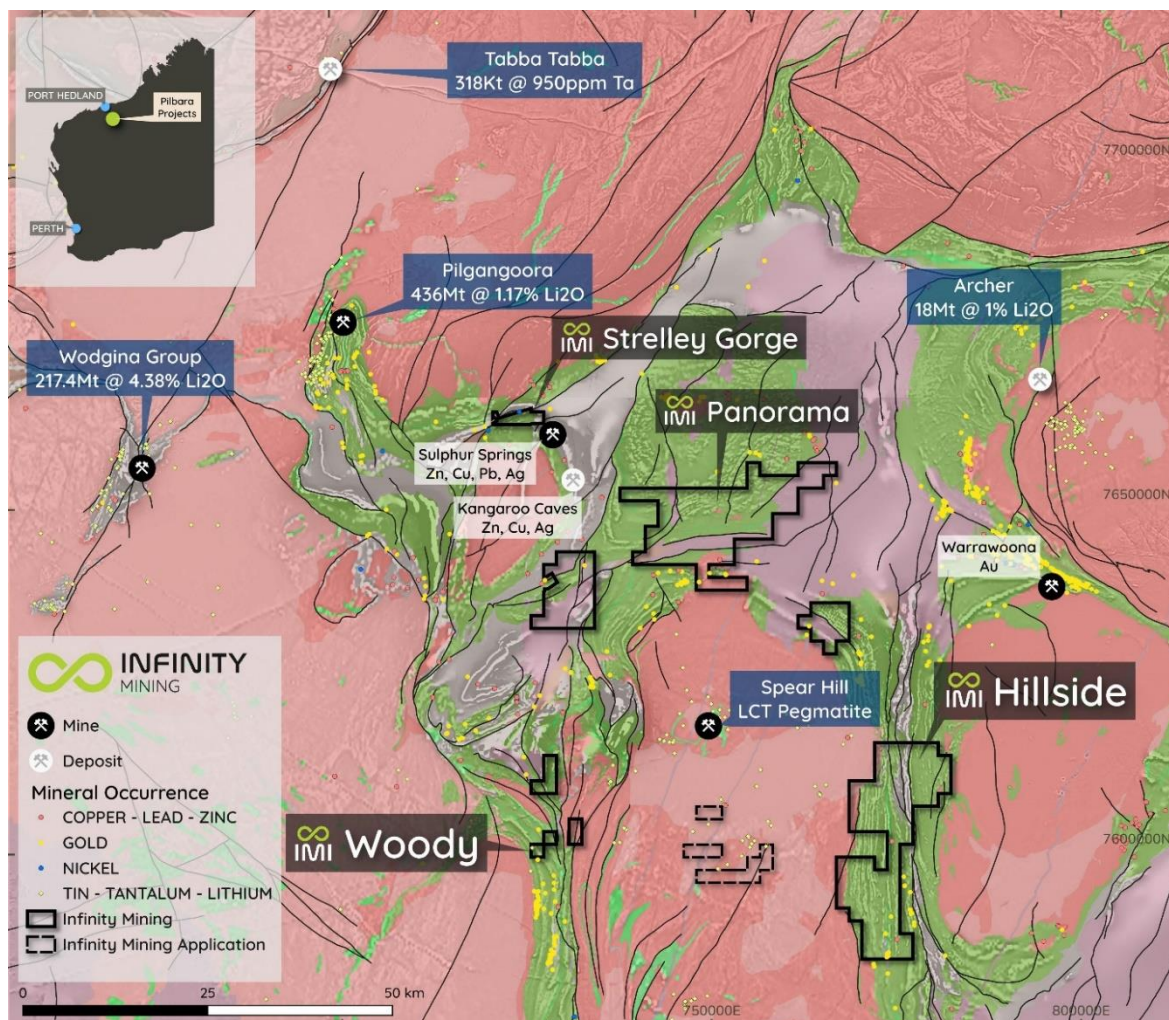 PORT HEDLAND
Pilbara
Projects
PERTH
Tabba Tabba
318Kt @ 950ppm Ta
7700000N
Pilgangoora
436Mt @ 1.17% Li2O
Archer
18Mt @ 1% Li2O
IMI Strelley Gorge
Wodgina Group
217.4Mt @ 4.38% Li2O
IMI Panorama
Sulphur Springs
Zn, Cu, Pb, Ag
Kangaroo Caves
Zn, Cu, Ag
7650000N
Warrawoona
Au
Spear Hill
LCT Pegmatite
IMI Hillside
IMI Woody
7600000N
INFINITY
MINING
Mine
Deposit
Mineral Occurrence
COPPER - LEAD - ZINC
GOLD
NICKEL
TIN - TANTALUM - LITHIUM
Infinity Mining
Infinity Mining Application
0 25 50 km
750000E
800000E